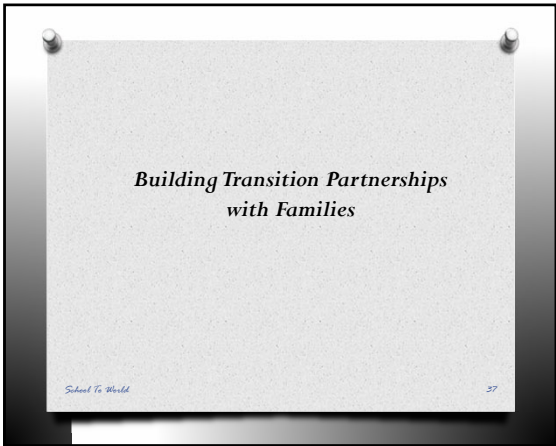 Building Transition Partnerships
with Families
School To World 37